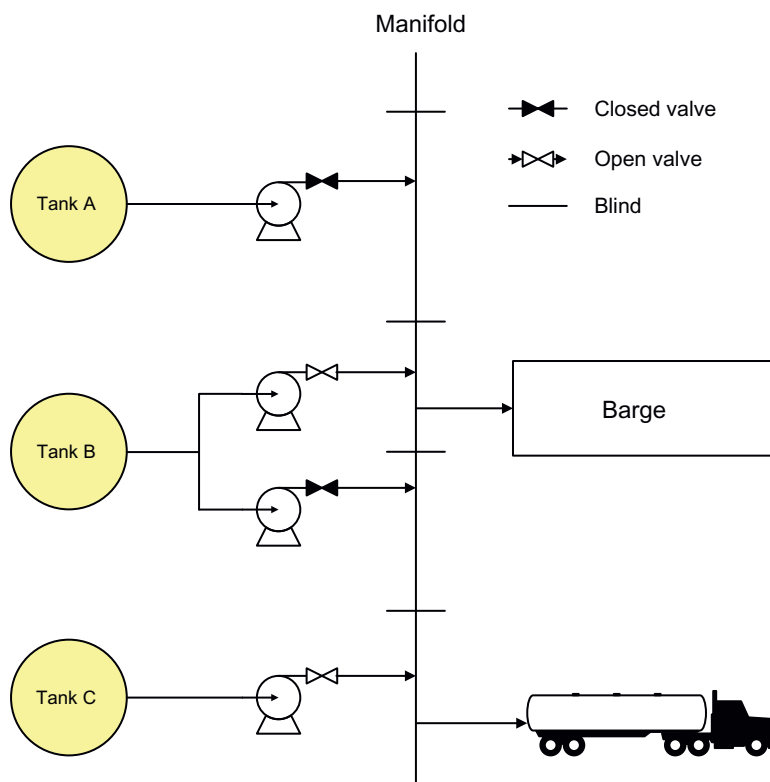 Manifold
Closed valve
Open valve
Blind
Tank A
Tank B
Barge
Tank C